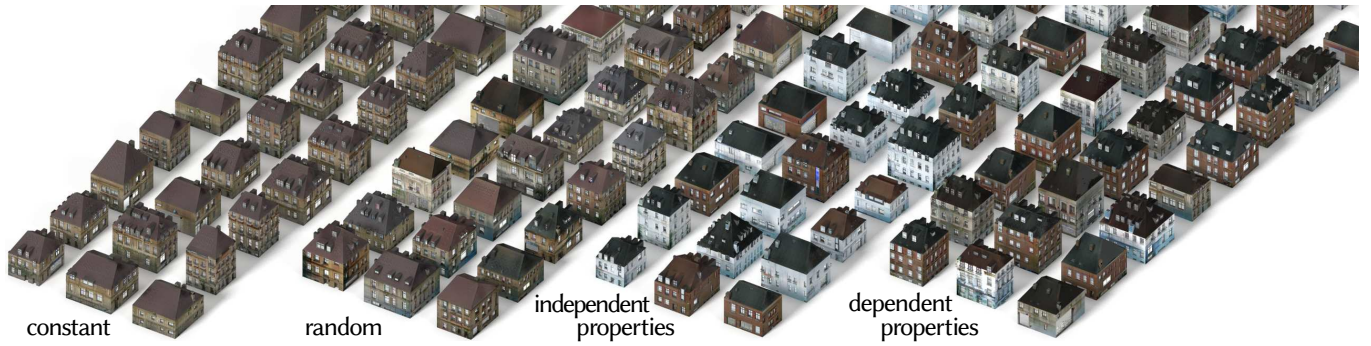 constant
random
independent
properties
dependent
properties